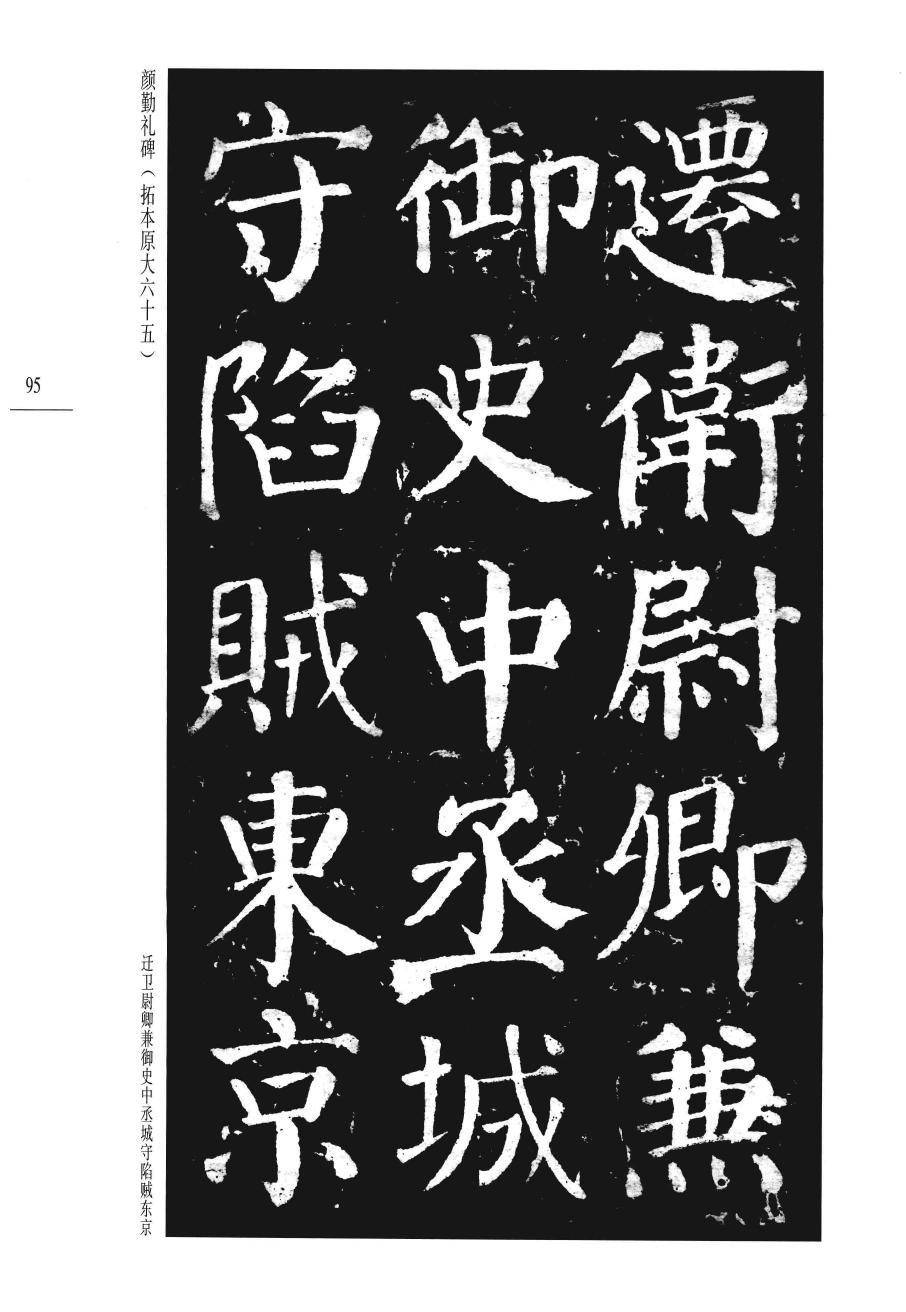 遷衛尉卿兼
御史中丞城
守陷賊東京
颜勤礼碑（拓本原大六十五）
迁卫尉卿兼御史中丞城守陷贼东京
95